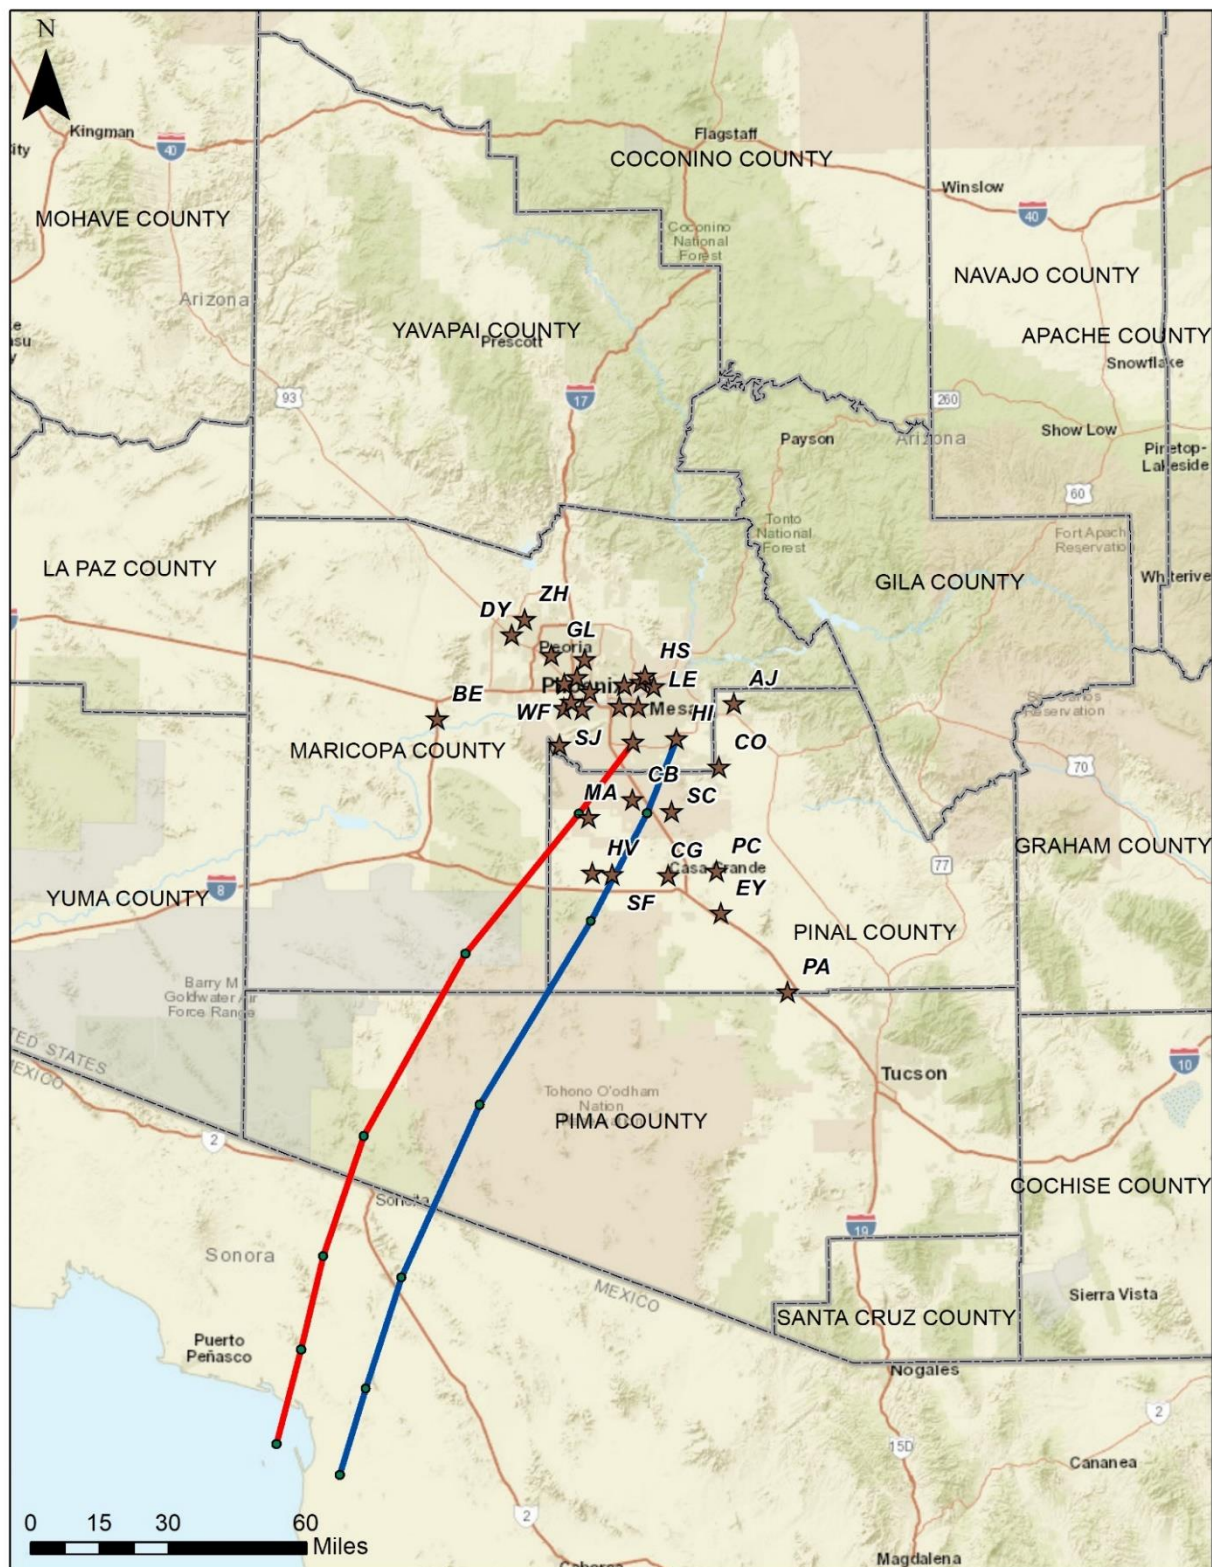 N
Kingman
ity
40
Flagstaff
COCONINO COUNTY
Winslow
40
MOHAVE COUNTY
Coconino
National
Forest
NAVAJO COUNTY
Arizona
YAVAPAI COUNTY
Prescott
APACHE COUNTY
Snowflake
le
asu
y
17
93
260
Show Low
Payson
Arizona
Pinetop-
Lakeside
60
Tonto
National
Forest
Fort Apach
Reservation
LA PAZ COUNTY
GILA COUNTY
Whiterive
ZH
DY
GL
Peoria
HS
Phoenix
LE
AJ
BE
WF
Mesa
HI
Reservation
SJ
MARICOPA COUNTY
CO
CB
70
MA
SC
HV
CG
PC
Casa Grande
77
GRAHAM COUNTY
YUMA COUNTY
8
EY
SF
PINAL COUNTY
PA
Barry M
Goldwater Air
Force Range
UNITED STATES
MEXICO
Tucson
10
Tohono O'odham
Nation
PIMA COUNTY
2
COCHISE COUNTY
Sonoita
19
Sonora
MEXICO
Sierra Vista
SANTA CRUZ COUNTY
Puerto
Peñasco
Nogales
2
15D
Cananea
2
0 15 30 60
Miles
Magdalena